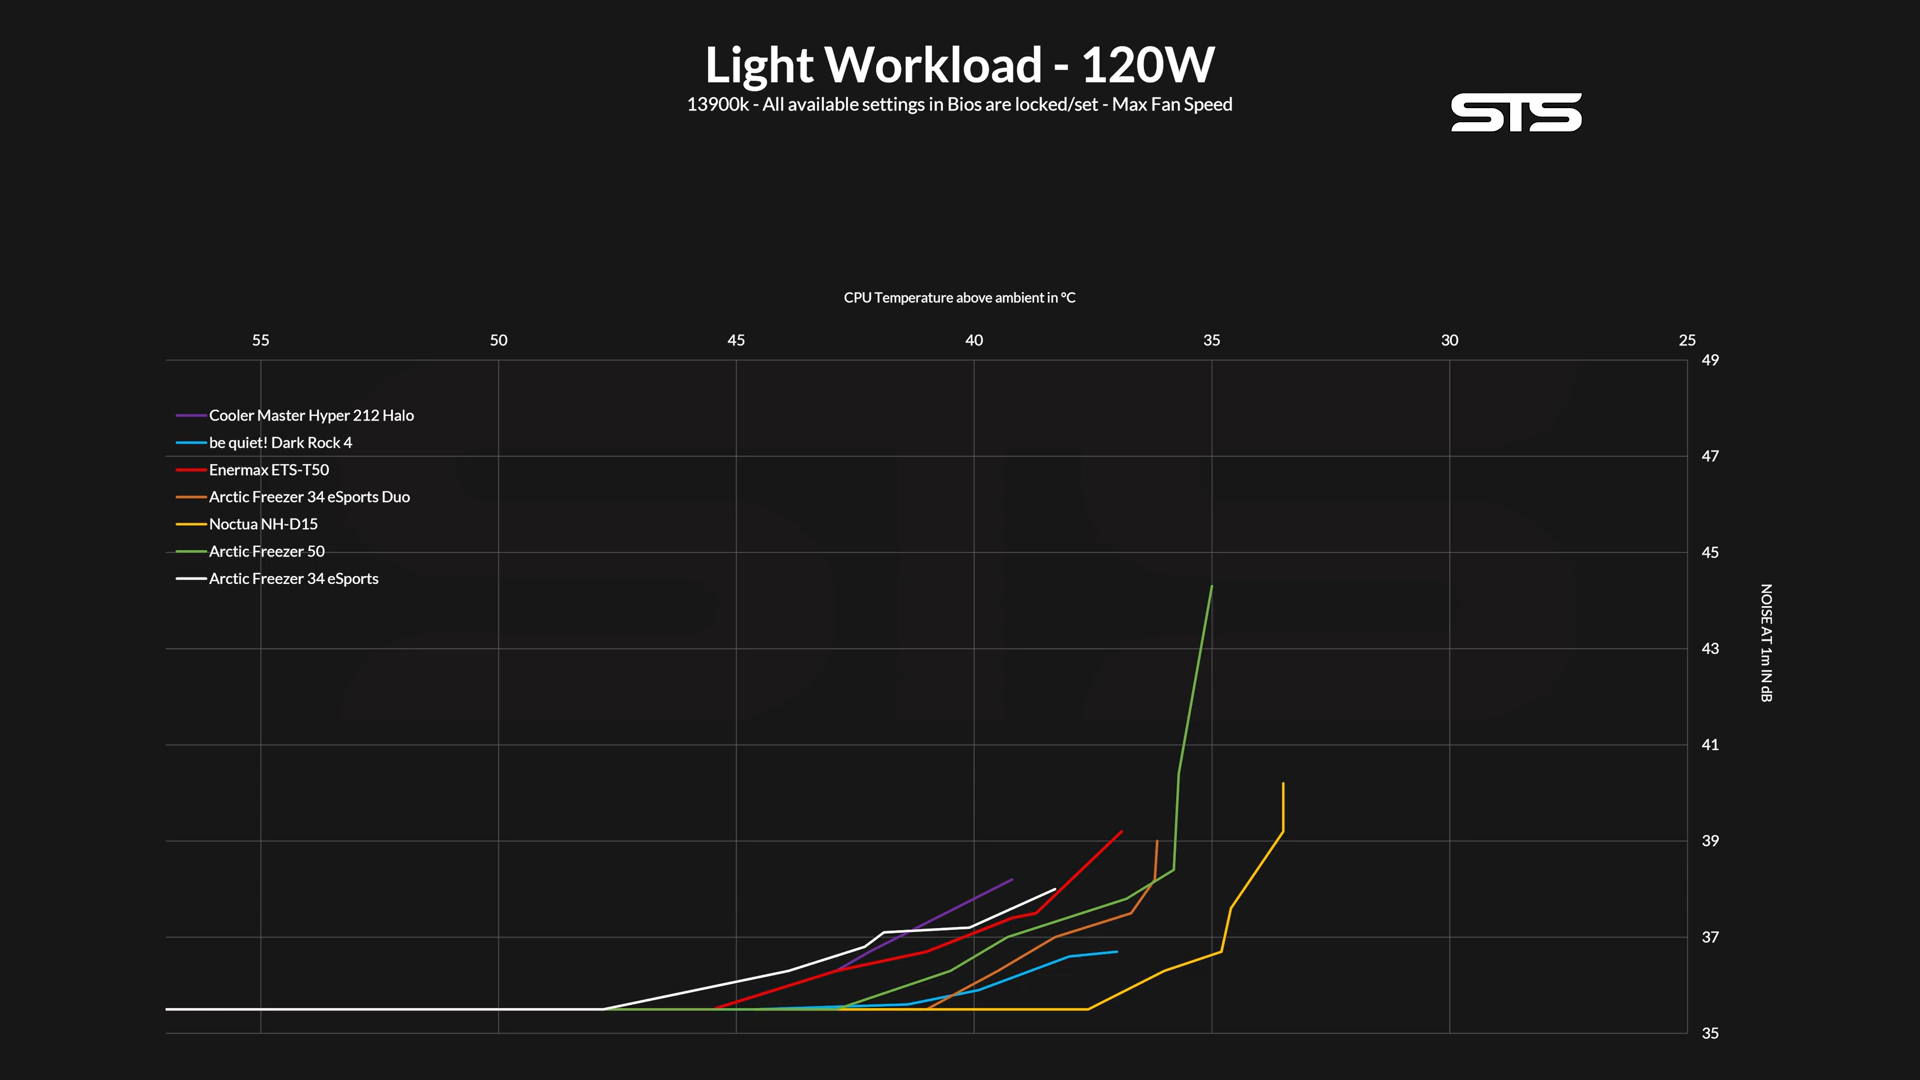 Light Workload - 120W
13900k - All available settings in Bios are locked/set - Max Fan Speed
STS
CPU Temperature above ambient in °C
55 50 45 40 35 30 25
49
47
45
43
41
39
37
35
Cooler Master Hyper 212 Halo
be quiet! Dark Rock 4
Enermax ETS-T50
Arctic Freezer 34 eSports Duo
Noctua NH-D15
Arctic Freezer 50
Arctic Freezer 34 eSports
NOISE AT 1m IN dB